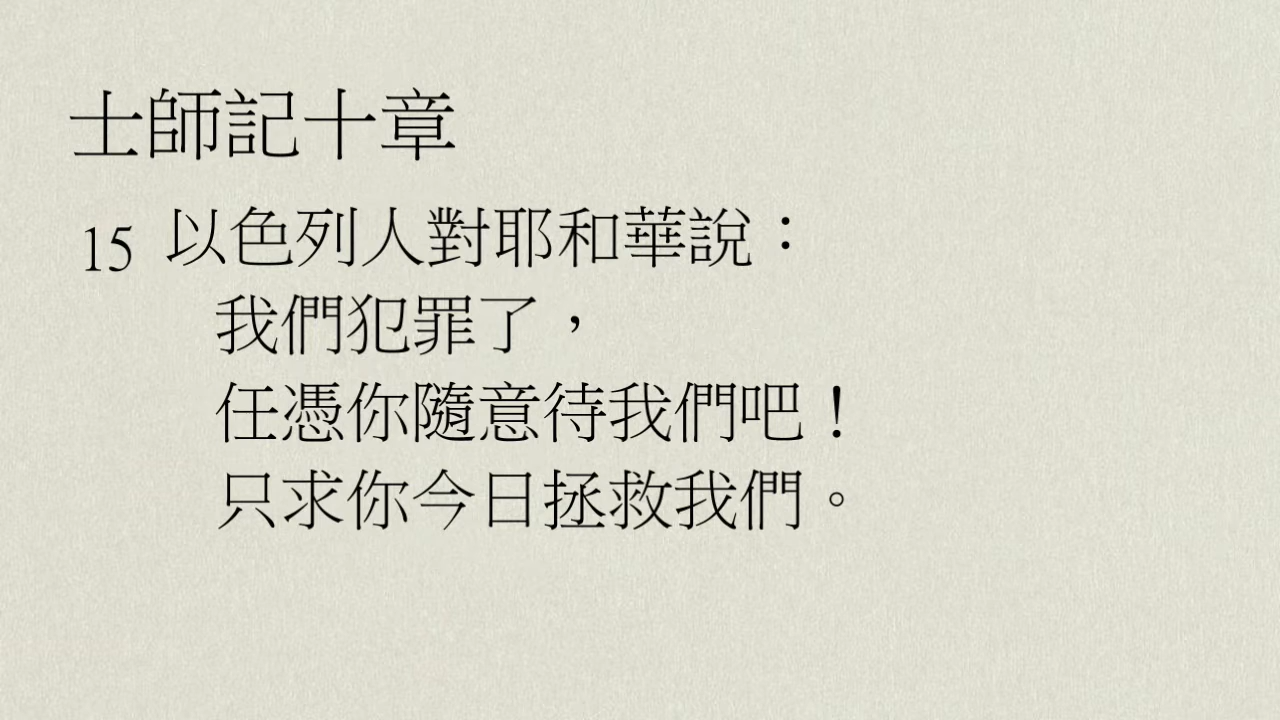 士師記十章
15 以色列人對耶和華說：
我們犯罪了，
任憑你隨意待我們吧！
只求你今日拯救我們。